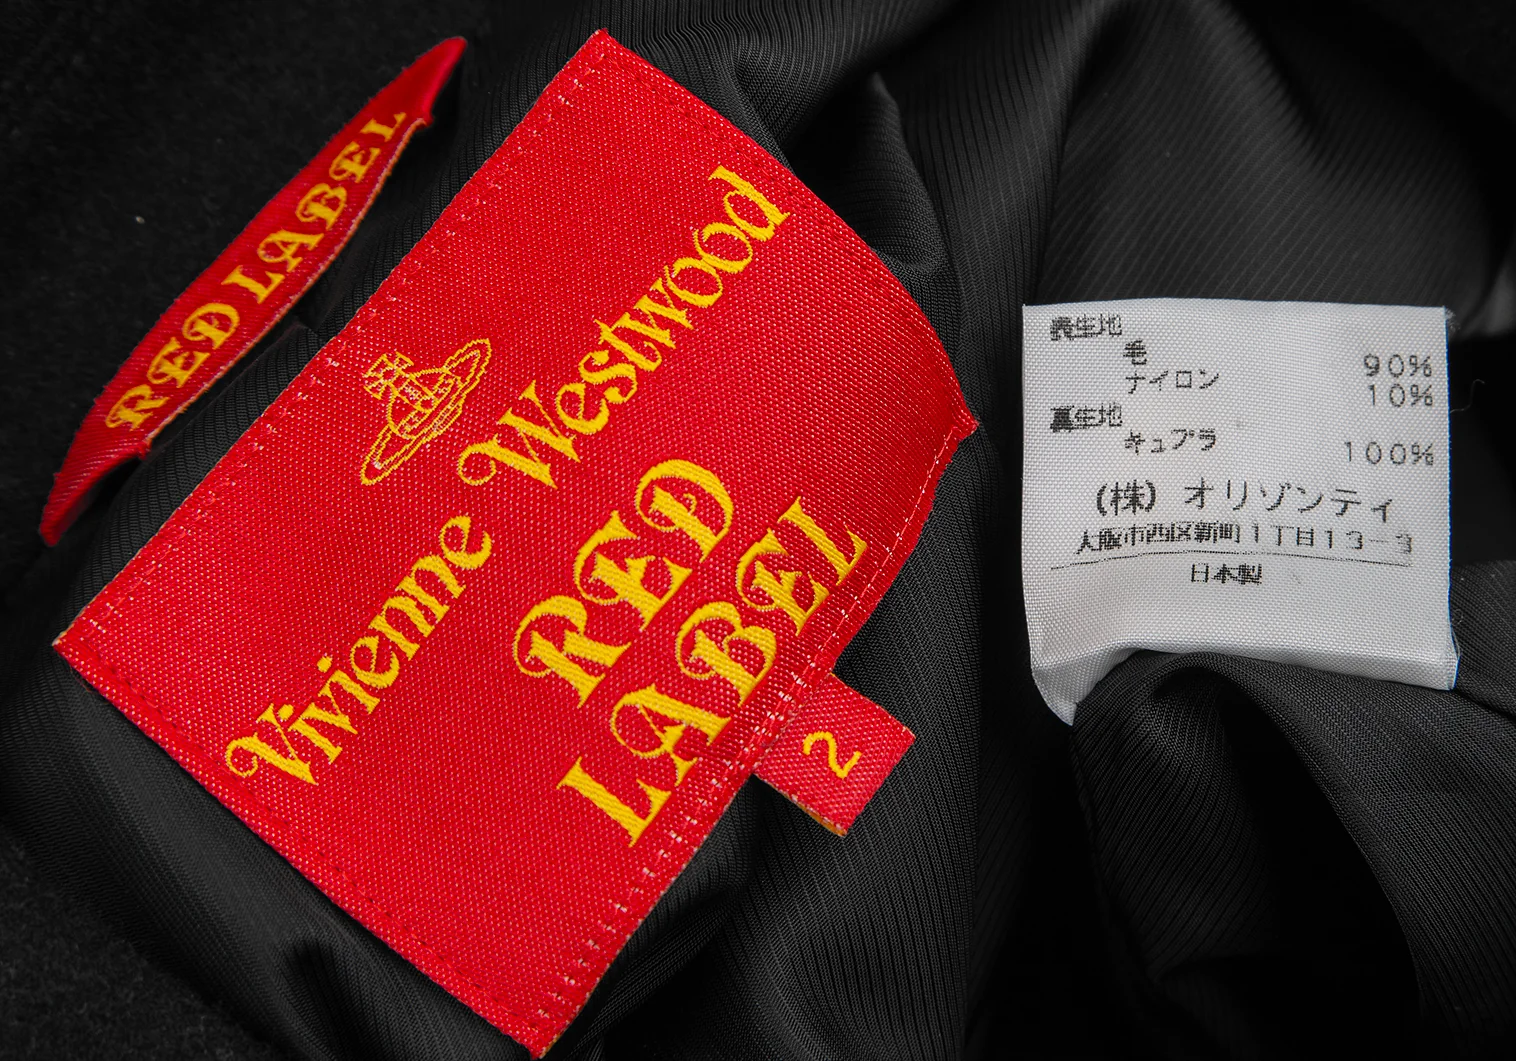 RED LABEL
Vivienne Westwood
RED
LABEL
2
表生地
毛 90%
ナイロン 10%
裏生地
キュプラ 100%
(株) オリゾンティ
大阪市西区新町1丁目13-3
日本製